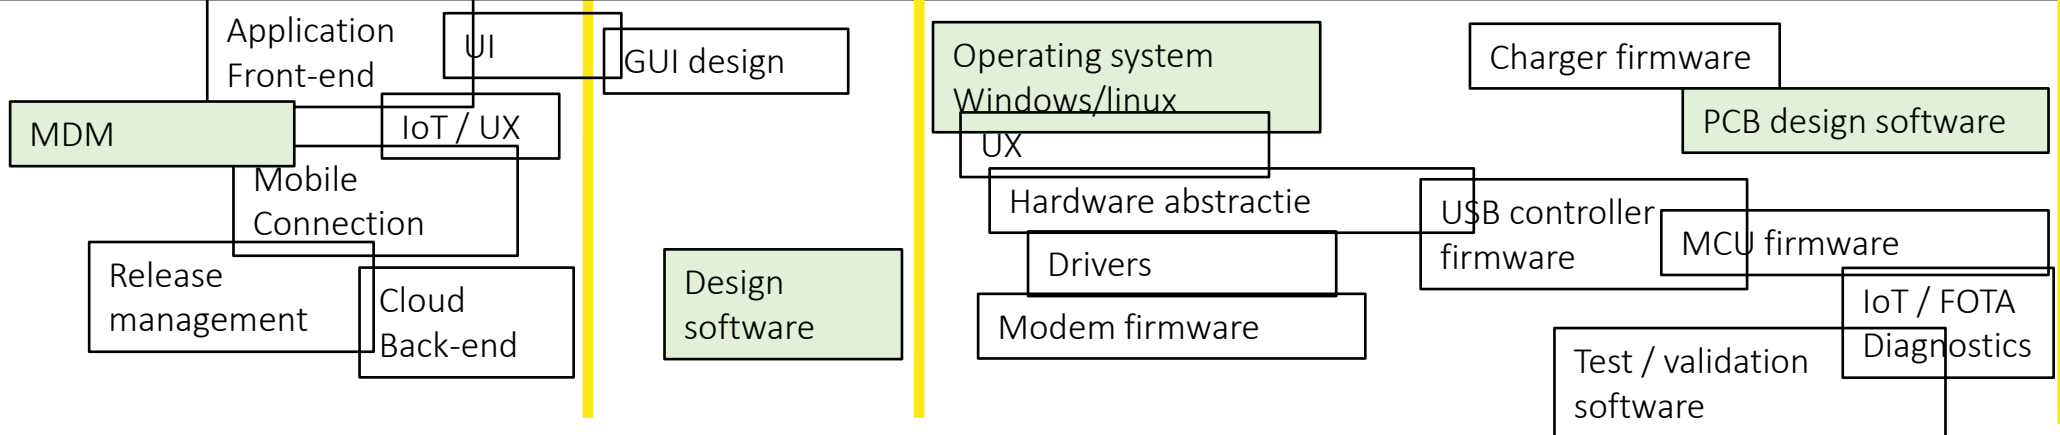 Application
Front-end
UI
MDM
IoT / UX
Mobile
Connection
Release
management
Cloud
Back-end
GUI design
Design
software
Operating system
Windows/linux
UX
Hardware abstractie
Drivers
Modem firmware
Charger firmware
PCB design software
USB controller
firmware
MCU firmware
IoT / FOTA
Diagnostics
Test / validation
software